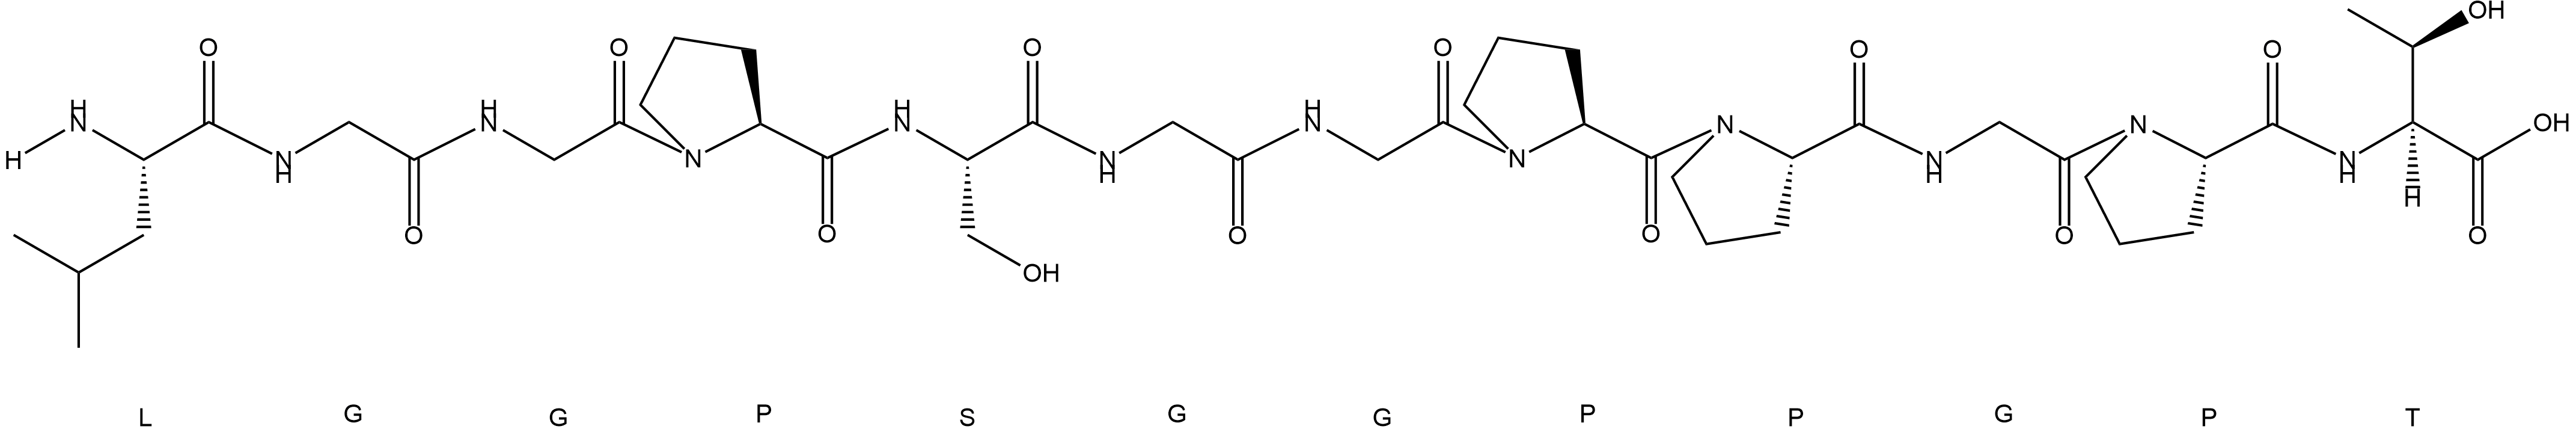 O O O O O O OH
H N H N H N H N N N OH
H N H N N H N H N H N H H
O O O O O O
OH
L G G P S G G P P G P T